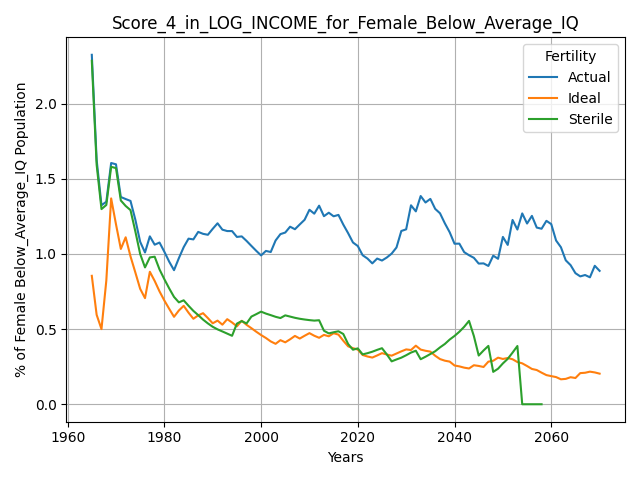 Score_4_in_LOG_INCOME_for_Female_Below_Average_IQ
% of Female Below_Average_IQ Population
2.0
1.5
1.0
0.5
0.0
Fertility
Actual
Ideal
Sterile
1960 1980 2000 2020 2040 2060
Years